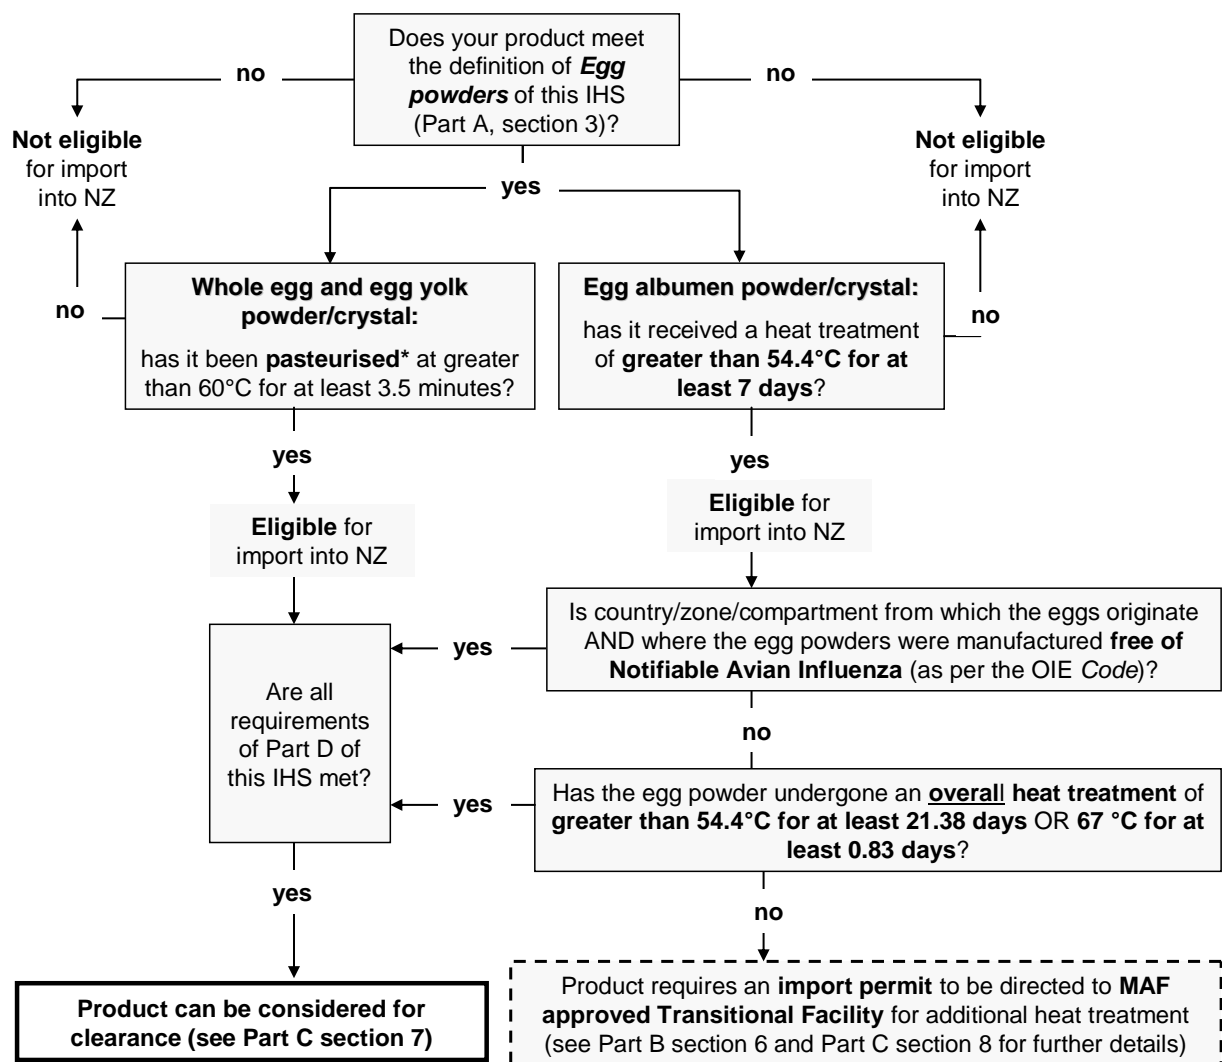 Does your product meet
the definition of Egg
powders of this IHS
(Part A, section 3)?
no
no
Not eligible
for import
into NZ
Not eligible
for import
into NZ
yes
Whole egg and egg yolk
powder/crystal:
has it been pasteurised* at greater
than 60°C for at least 3.5 minutes?
no
Egg albumen powder/crystal:
has it received a heat treatment
of greater than 54.4°C for at
least 7 days?
no
yes
yes
Eligible for
import into NZ
Eligible for
import into NZ
Is country/zone/compartment from which the eggs originate
AND where the egg powders were manufactured free of
Notifiable Avian Influenza (as per the OIE Code)?
yes
Are all
requirements
of Part D of
this IHS met?
no
Has the egg powder undergone an overall heat treatment of
greater than 54.4°C for at least 21.38 days OR 67 °C for at
least 0.83 days?
yes
yes
no
Product can be considered for
clearance (see Part C section 7)
Product requires an import permit to be directed to MAF
approved Transitional Facility for additional heat treatment
(see Part B section 6 and Part C section 8 for further details)